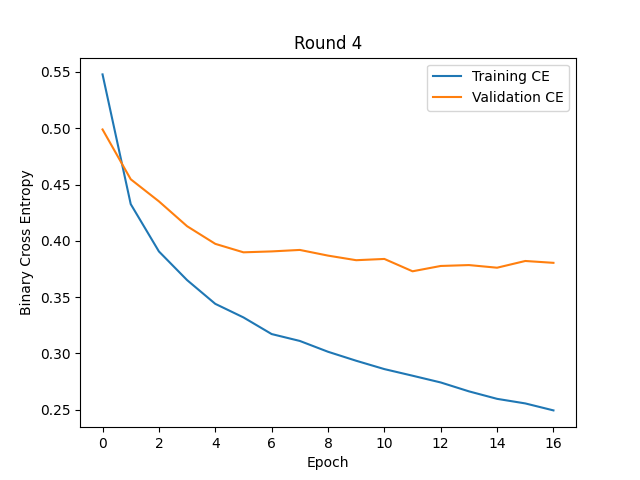 Round 4
Training CE
Validation CE
Binary Cross Entropy
0.55
0.50
0.45
0.40
0.35
0.30
0.25
0 2 4 6 8 10 12 14 16
Epoch